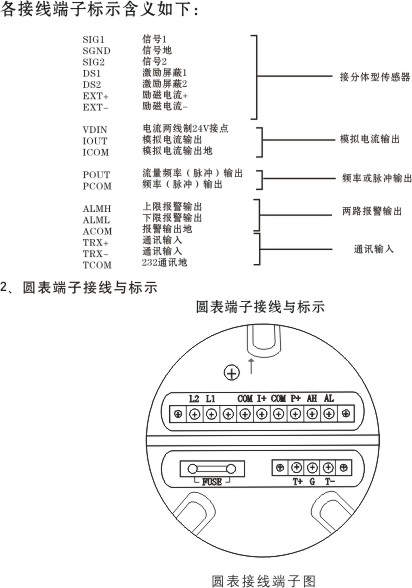 各接线端子标示含义如下：
SIG1 信号1
SGND 信号地
SIG2 信号2
DS1 激励屏蔽1
DS2 激励屏蔽2
EXT+ 励磁电流+
EXT- 励磁电流-
接分体型传感器
VDIN 电流两线制24V接点
IOUT 模拟电流输出
ICOM 模拟电流输出地
模拟电流输出
POUT 流量频率（脉冲）输出
PCOM 频率（脉冲）输出
频率或脉冲输出
ALMH 上限报警输出
ALML 下限报警输出
ACOM 报警输出地
两路报警输出
TRX+ 通讯输入
TRX- 通讯输入
TCOM 232通讯地
通讯输入
2、圆表端子接线与标示
圆表端子接线与标示
L2 L1 COM I+ COM P+ AH AL
FUSE
T+ G T-
圆表接线端子图